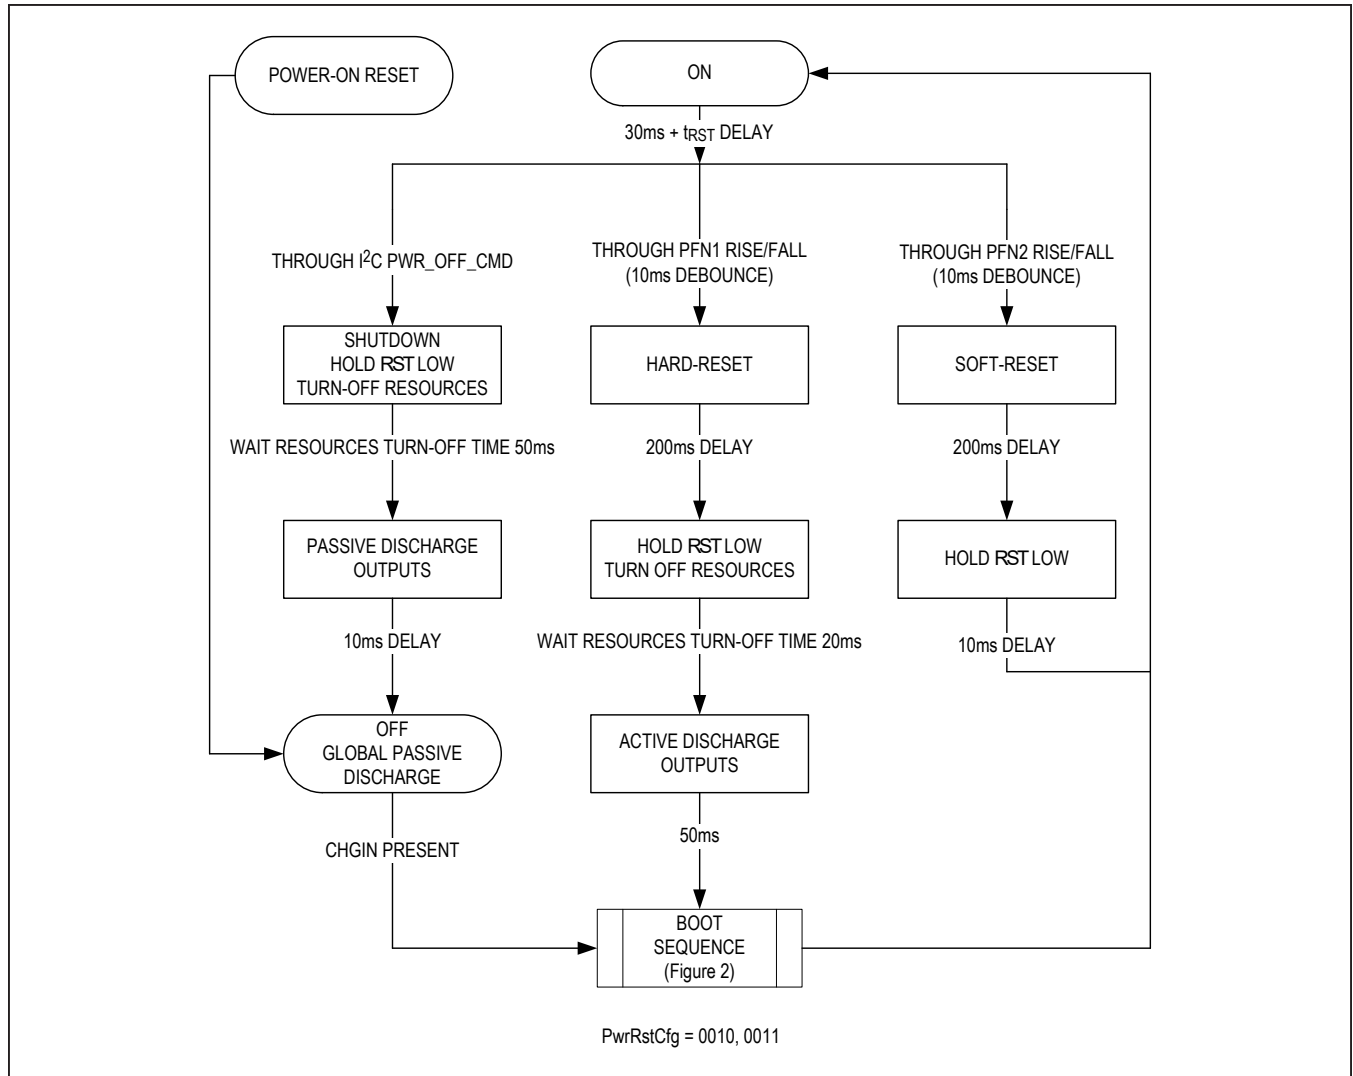 POWER-ON RESET
ON
30ms + tRST DELAY
THROUGH I2C PWR_OFF_CMD
THROUGH PFN1 RISE/FALL
(10ms DEBOUNCE)
THROUGH PFN2 RISE/FALL
(10ms DEBOUNCE)
SHUTDOWN
HOLD RST LOW
TURN-OFF RESOURCES
HARD-RESET
SOFT-RESET
WAIT RESOURCES TURN-OFF TIME 50ms
200ms DELAY
200ms DELAY
PASSIVE DISCHARGE
OUTPUTS
HOLD RST LOW
TURN OFF RESOURCES
HOLD RST LOW
10ms DELAY
WAIT RESOURCES TURN-OFF TIME 20ms
10ms DELAY
OFF
GLOBAL PASSIVE
DISCHARGE
ACTIVE DISCHARGE
OUTPUTS
CHGIN PRESENT
50ms
BOOT
SEQUENCE
(Figure 2)
PwrRstCfg = 0010, 0011